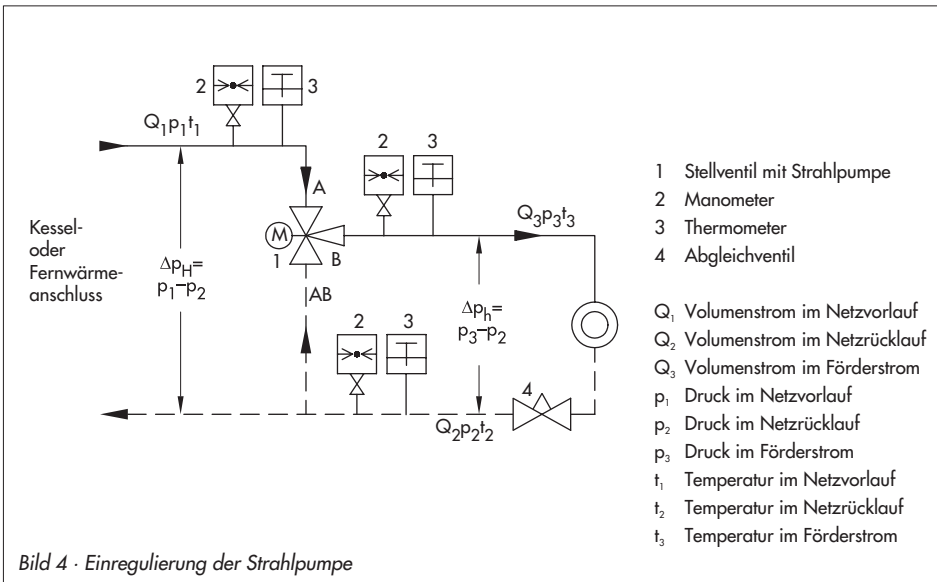 2
3
Q₁p₁t₁
A
2
3
Q₃p₃t₃
Kessel-
oder
Fernwärme-
anschluss
Δp_H=
p₁–p₂
M
1
B
AB
Δp_h=
p₃–p₂
2
3
4
Q₂p₂t₂
1 Stellventil mit Strahlpumpe
2 Manometer
3 Thermometer
4 Abgleichventil
Q₁ Volumenstrom im Netzvorlauf
Q₂ Volumenstrom im Netzrücklauf
Q₃ Volumenstrom im Förderstrom
p₁ Druck im Netzvorlauf
p₂ Druck im Netzrücklauf
p₃ Druck im Förderstrom
t₁ Temperatur im Netzvorlauf
t₂ Temperatur im Netzrücklauf
t₃ Temperatur im Förderstrom
Bild 4 · Einregulierung der Strahlpumpe